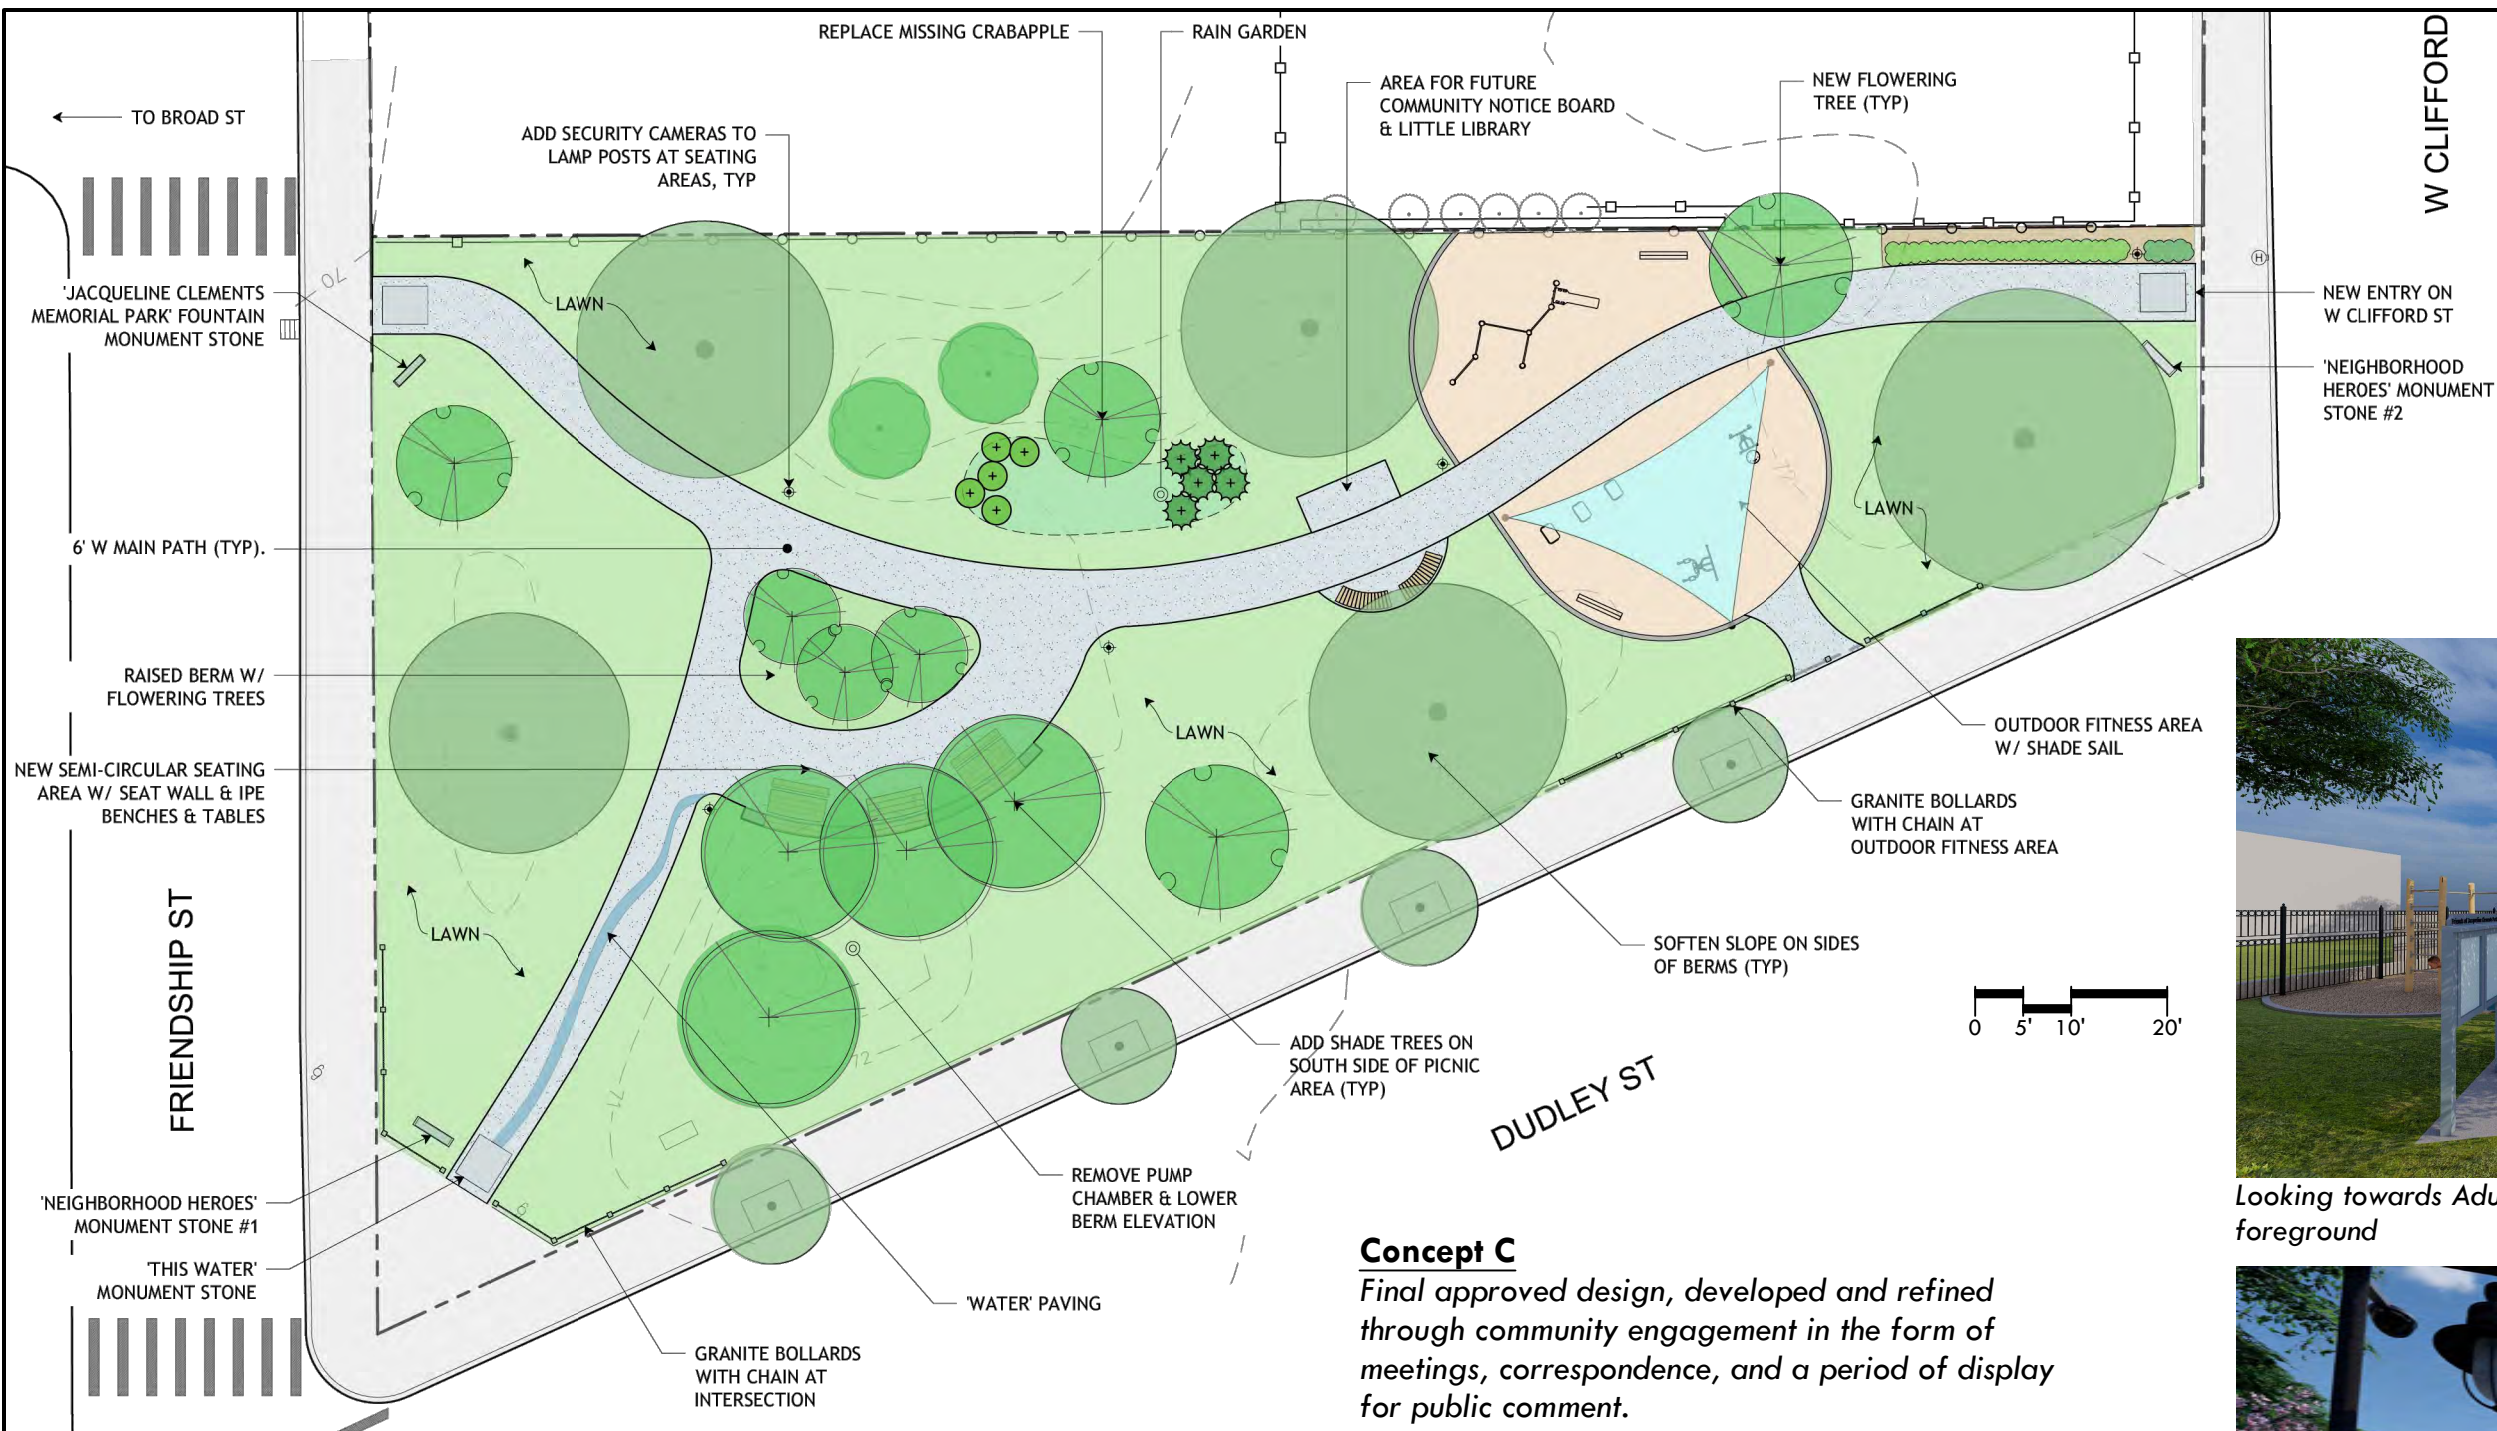 REPLACE MISSING CRABAPPLE
RAIN GARDEN
W CLIFFORD
AREA FOR FUTURE
COMMUNITY NOTICE BOARD
& LITTLE LIBRARY
NEW FLOWERING
TREE (TYP)
TO BROAD ST
ADD SECURITY CAMERAS TO
LAMP POSTS AT SEATING
AREAS, TYP
70
'JACQUELINE CLEMENTS
MEMORIAL PARK' FOUNTAIN
MONUMENT STONE
LAWN
H
NEW ENTRY ON
W CLIFFORD ST
'NEIGHBORHOOD
HEROES' MONUMENT
STONE #2
72
LAWN
6' W MAIN PATH (TYP).
RAISED BERM W/
FLOWERING TREES
LAWN
OUTDOOR FITNESS AREA
W/ SHADE SAIL
NEW SEMI-CIRCULAR SEATING
AREA W/ SEAT WALL & IPE
BENCHES & TABLES
GRANITE BOLLARDS
WITH CHAIN AT
OUTDOOR FITNESS AREA
FRIENDSHIP ST
LAWN
SOFTEN SLOPE ON SIDES
OF BERMS (TYP)
0 5' 10' 20'
72
71
ADD SHADE TREES ON
SOUTH SIDE OF PICNIC
AREA (TYP)
DUDLEY ST
REMOVE PUMP
CHAMBER & LOWER
BERM ELEVATION
'NEIGHBORHOOD HEROES'
MONUMENT STONE #1
'THIS WATER'
MONUMENT STONE
'WATER' PAVING
GRANITE BOLLARDS
WITH CHAIN AT
INTERSECTION
Concept C
Final approved design, developed and refined
through community engagement in the form of
meetings, correspondence, and a period of display
for public comment.
Looking towards Adu
foreground